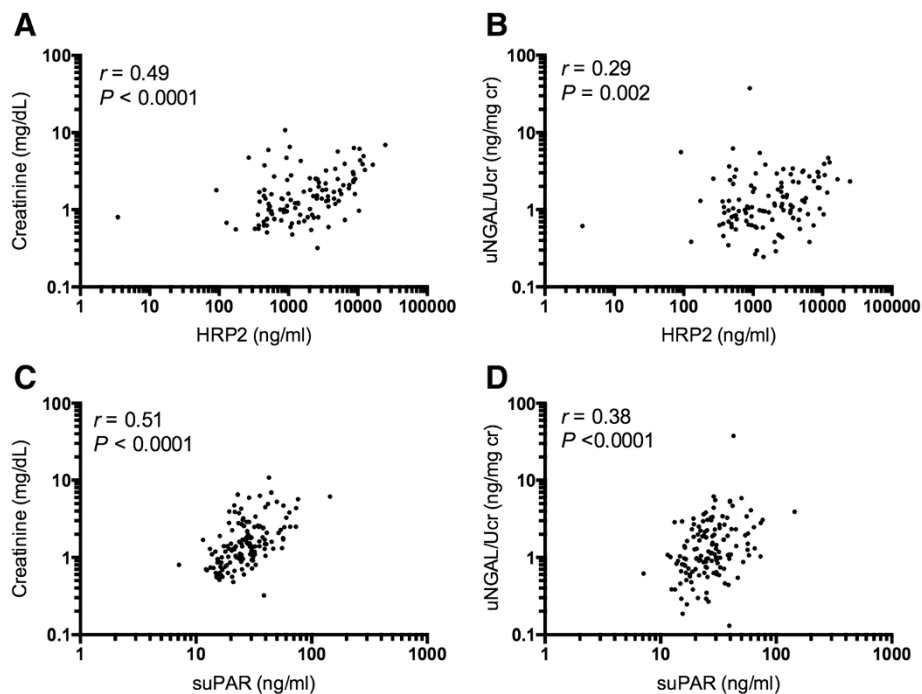 A
r = 0.49
P < 0.0001
Creatinine (mg/dL)
100
10
1
0.1
1 10 100 1000 10000 100000
HRP2 (ng/ml)
B
r = 0.29
P = 0.002
uNGAL/Ucr (ng/mg cr)
100
10
1
0.1
1 10 100 1000 10000 100000
HRP2 (ng/ml)
C
r = 0.51
P < 0.0001
Creatinine (mg/dL)
100
10
1
0.1
1 10 100 1000
suPAR (ng/ml)
D
r = 0.38
P <0.0001
uNGAL/Ucr (ng/mg cr)
100
10
1
0.1
1 10 100 1000
suPAR (ng/ml)